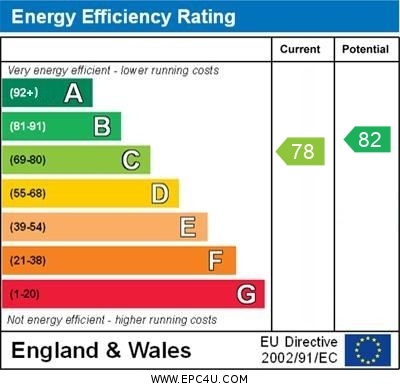 Energy Efficiency Rating
Current Potential
Very energy efficient - lower running costs
(92+) A
(81-91) B
(69-80) C
(55-68) D
(39-54) E
(21-38) F
(1-20) G
78
82
Not energy efficient - higher running costs
England & Wales
EU Directive
2002/91/EC
WWW.EPC4U.COM